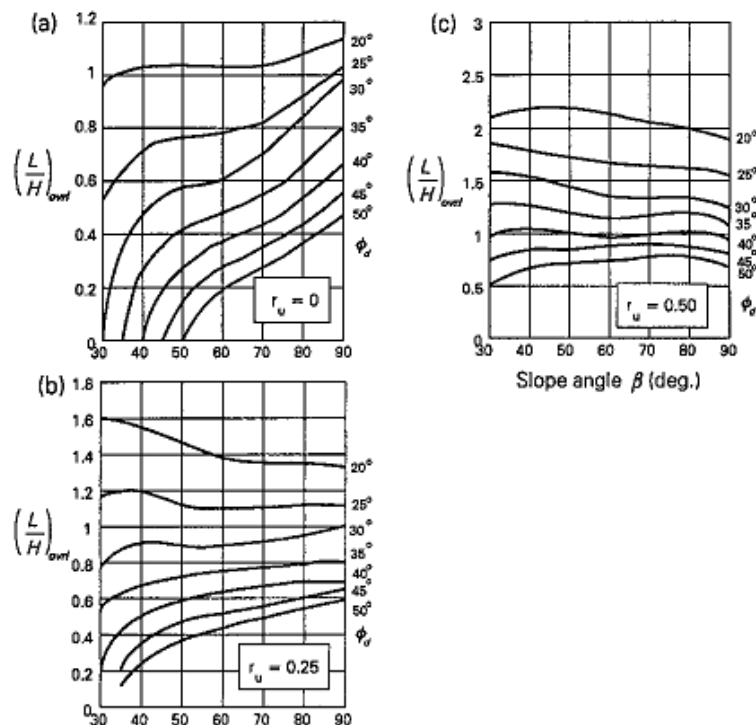 (a)
1.2
1
0.8
0.6
0.4
0.2
0
(L/H)ovrl
20°
25°
30°
35°
40°
45°
50°
ϕd
r_u = 0
30 40 50 60 70 80 90
(b)
1.8
1.6
1.4
1.2
1
0.8
0.6
0.4
0.2
0
(L/H)ovrl
20°
25°
30°
35°
40°
45°
50°
ϕd
r_u = 0.25
30 40 50 60 70 80 90
(c)
3
2.5
2
1.5
1
0.5
0
(L/H)ovrl
20°
25°
30°
35°
40°
45°
50°
ϕd
r_u = 0.50
30 40 50 60 70 80 90
Slope angle β (deg.)